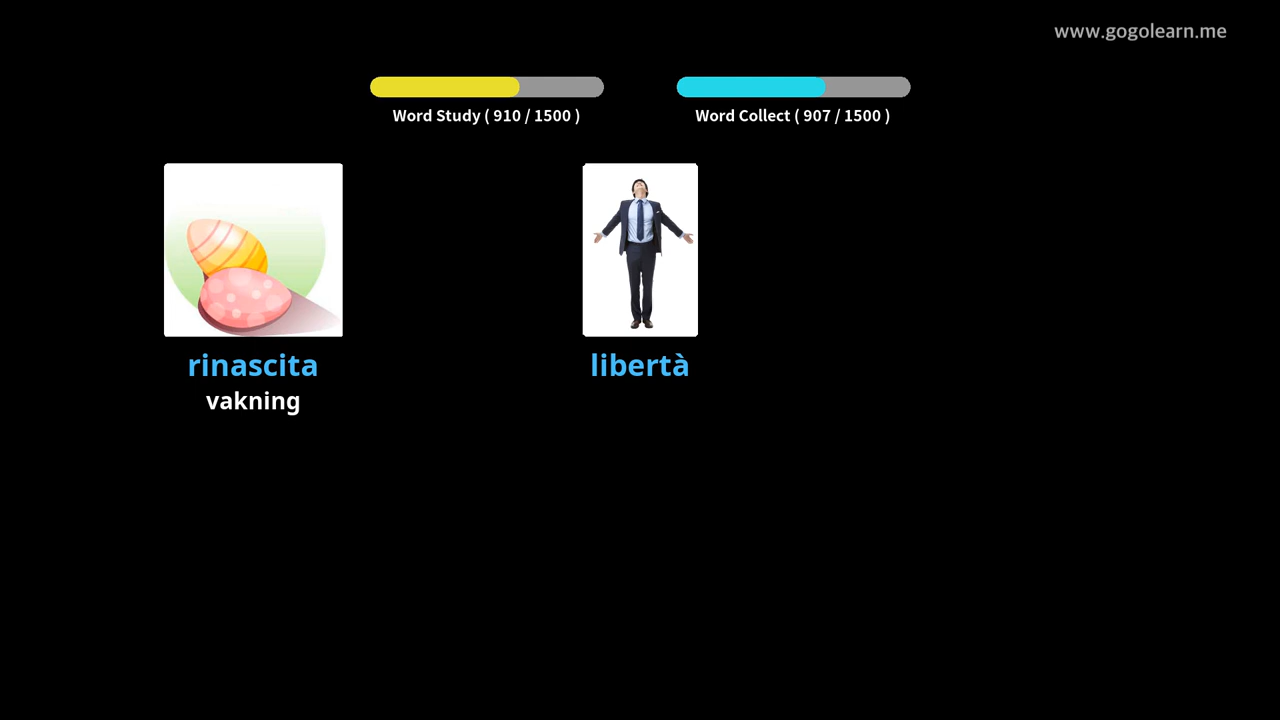 www.gogolearn.me
Word Study ( 910 / 1500 )
Word Collect ( 907 / 1500 )
rinascita
libertà
vakning